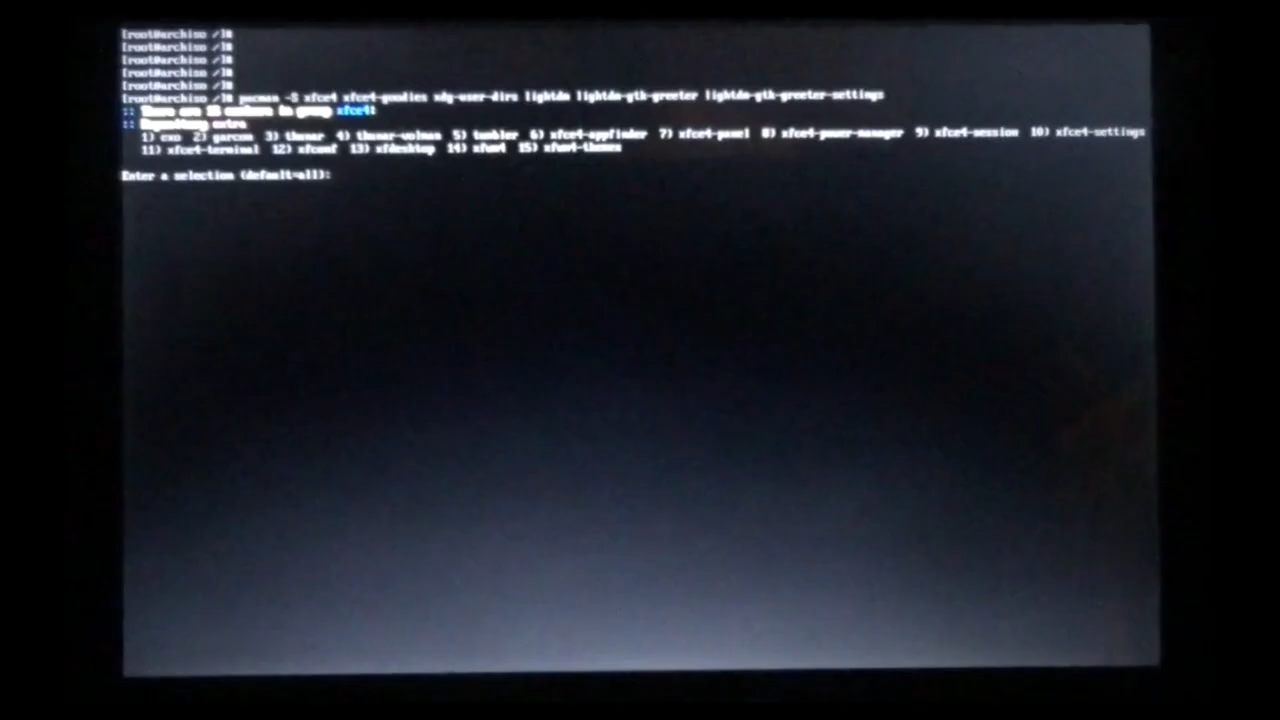 [root@archiso /]#
[root@archiso /]#
[root@archiso /]#
[root@archiso /]#
[root@archiso /]#
[root@archiso /]# pacman -S xfce4 xfce4-goodies xdg-user-dirs lightdm lightdm-gtk-greeter lightdm-gtk-greeter-settings
:: There are 15 members in group xfce4:
:: Repository extra
1) exo 2) garcon 3) thunar 4) thunar-volman 5) tumbler 6) xfce4-appfinder 7) xfce4-panel 8) xfce4-power-manager 9) xfce4-session 10) xfce4-settings
11) xfce4-terminal 12) xfconf 13) xfdesktop 14) xfwm4 15) xfwm4-themes
Enter a selection (default=all):